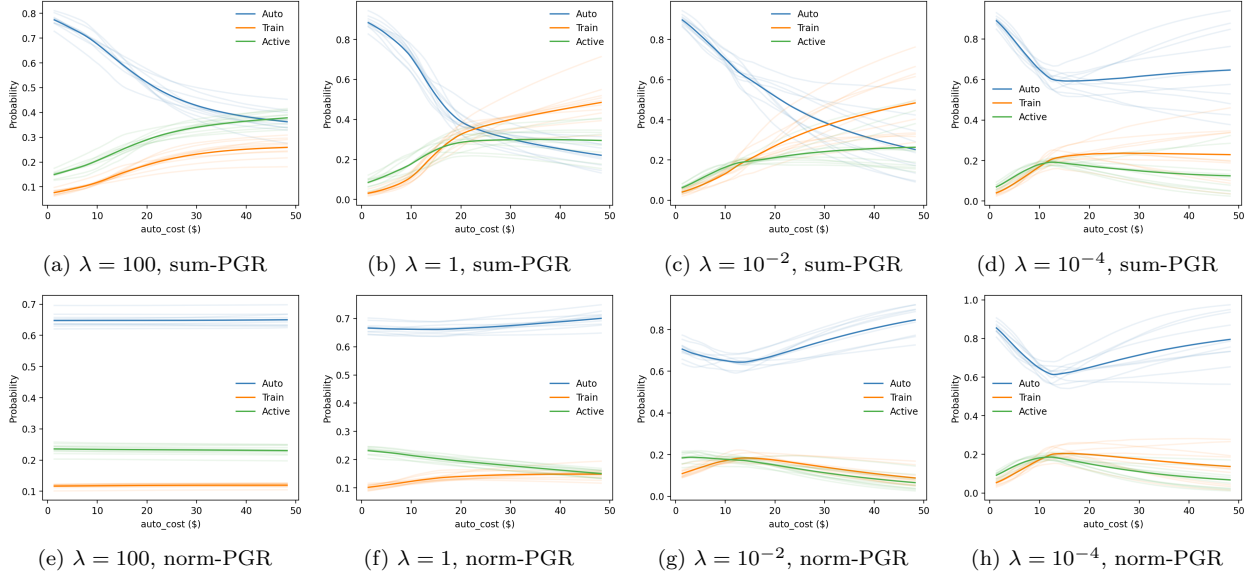 0.8
0.7
0.6
0.5
0.4
0.3
0.2
0.1
Probability
Auto
Train
Active
0 10 20 30 40 50
auto_cost ($)
(a) λ = 100, sum-PGR
0.8
0.6
0.4
0.2
0.0
Probability
Auto
Train
Active
0 10 20 30 40 50
auto_cost ($)
(b) λ = 1, sum-PGR
0.8
0.6
0.4
0.2
0.0
Probability
Auto
Train
Active
0 10 20 30 40 50
auto_cost ($)
(c) λ = 10⁻², sum-PGR
0.8
0.6
0.4
0.2
0.0
Probability
Auto
Train
Active
0 10 20 30 40 50
auto_cost ($)
(d) λ = 10⁻⁴, sum-PGR
0.7
0.6
0.5
0.4
0.3
0.2
0.1
Probability
Auto
Train
Active
0 10 20 30 40 50
auto_cost ($)
(e) λ = 100, norm-PGR
0.7
0.6
0.5
0.4
0.3
0.2
0.1
Probability
Auto
Train
Active
0 10 20 30 40 50
auto_cost ($)
(f) λ = 1, norm-PGR
0.8
0.6
0.4
0.2
0.0
Probability
Auto
Train
Active
0 10 20 30 40 50
auto_cost ($)
(g) λ = 10⁻², norm-PGR
1.0
0.8
0.6
0.4
0.2
0.0
Probability
Auto
Train
Active
0 10 20 30 40 50
auto_cost ($)
(h) λ = 10⁻⁴, norm-PGR